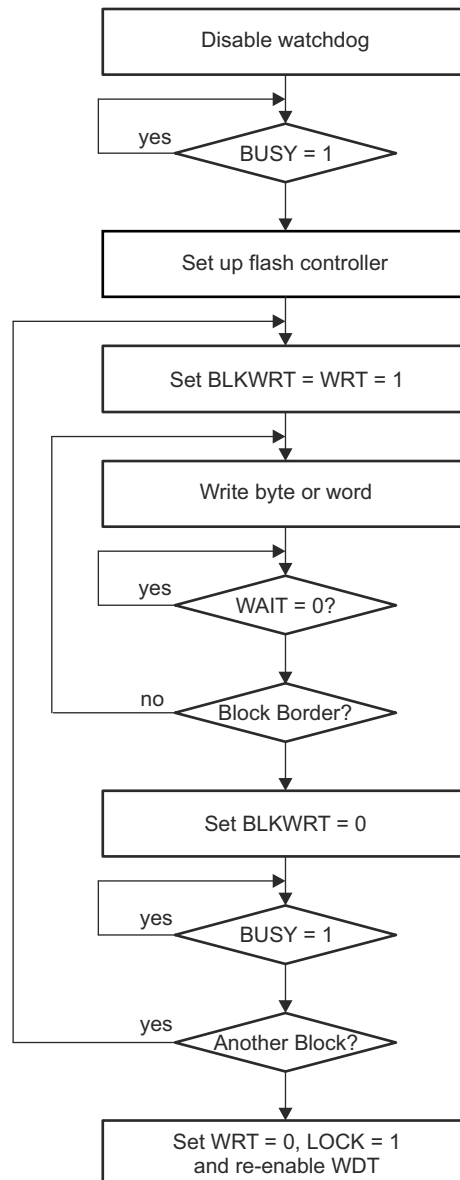 Disable watchdog
yes
BUSY = 1
Set up flash controller
Set BLKWRT = WRT = 1
Write byte or word
yes
WAIT = 0?
no
Block Border?
Set BLKWRT = 0
yes
BUSY = 1
yes
Another Block?
Set WRT = 0, LOCK = 1
and re-enable WDT